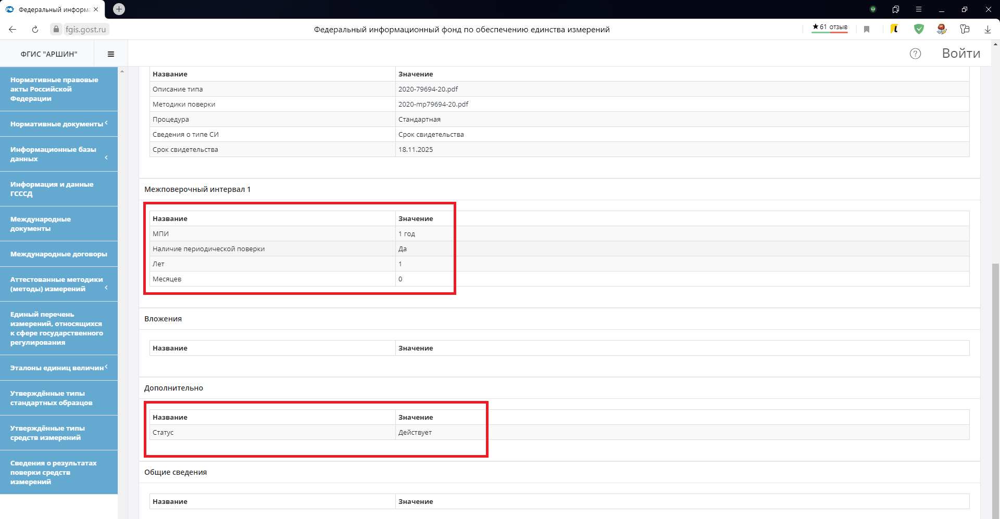 Федеральный информа
fgis.gost.ru
Федеральный информационный фонд по обеспечению единства измерений
★61 отзыв
ФГИС "АРШИН"
? Войти
Нормативные правовые
акты Российской
Федерации
Нормативные документы
Информационные базы
данных
Информация и данные
ГСССД
Международные
документы
Международные договоры
Аттестованные методики
(методы) измерений
Единый перечень
измерений, относящихся
к сфере государственного
регулирования
Эталоны единиц величин
Утверждённые типы
стандартных образцов
Утверждённые типы
средств измерений
Сведения о результатах
поверки средств
измерений
Название Значение
Описание типа 2020-79694-20.pdf
Методики поверки 2020-mp79694-20.pdf
Процедура Стандартная
Сведения о типе СИ Срок свидетельства
Срок свидетельства 18.11.2025
Межповерочный интервал 1
Название Значение
МПИ 1 год
Наличие периодической поверки Да
Лет 1
Месяцев 0
Вложения
Название Значение
Дополнительно
Название Значение
Статус Действует
Общие сведения
Название Значение